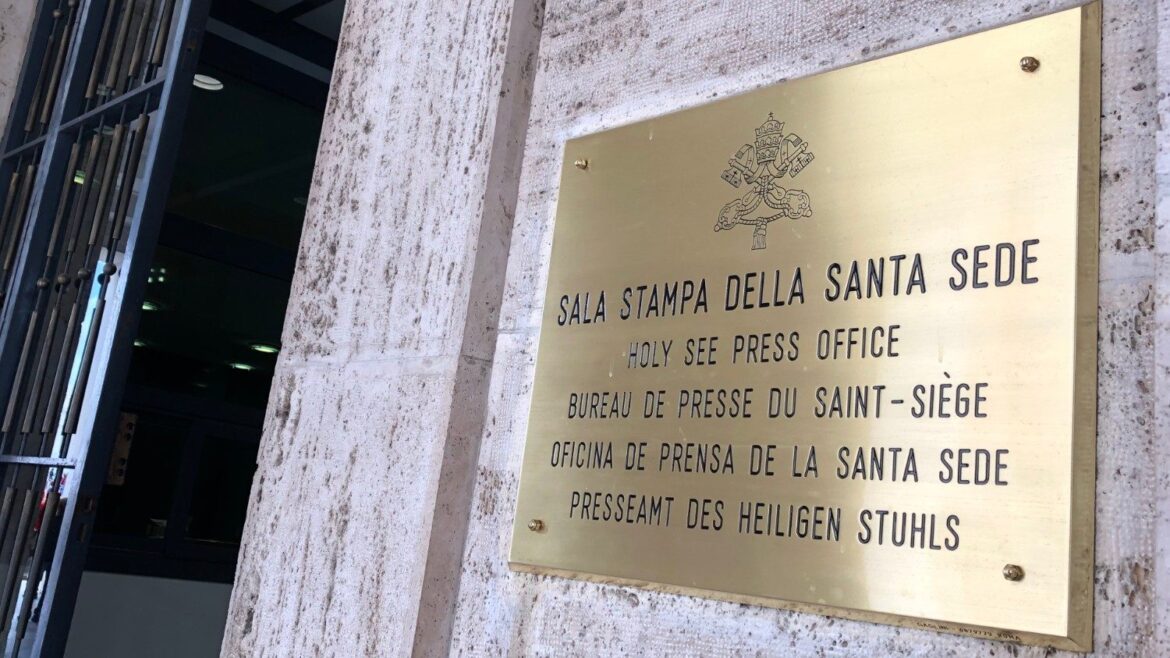 SALA STAMPA DELLA SANTA SEDE
HOLY SEE PRESS OFFICE
BUREAU DE PRESSE DU SAINT-SIÈGE
OFICINA DE PRENSA DE LA SANTA SEDE
PRESSEAMT DES HEILIGEN STUHLS
ROMA